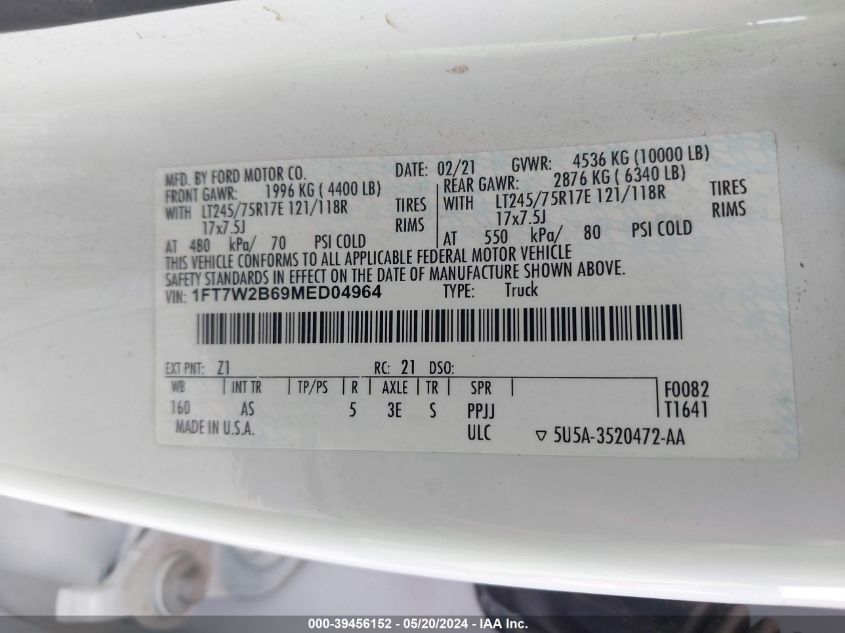 MFD. BY FORD MOTOR CO. DATE: 02/21 GVWR: 4536 KG (10000 LB)
FRONT GAWR: 1996 KG ( 4400 LB) REAR GAWR: 2876 KG ( 6340 LB)
WITH LT245/75R17E 121/118R TIRES WITH LT245/75R17E 121/118R TIRES
17x7.5J RIMS 17x7.5J RIMS
AT 480 kPa/ 70 PSI COLD AT 550 kPa/ 80 PSI COLD
THIS VEHICLE CONFORMS TO ALL APPLICABLE FEDERAL MOTOR VEHICLE
SAFETY STANDARDS IN EFFECT ON THE DATE OF MANUFACTURE SHOWN ABOVE.
VIN: 1FT7W2B69MED04964 TYPE: Truck
EXT PNT: Z1 RC: 21 DSO:
WB INT TR TP/PS R AXLE TR SPR F0082
160 AS 5 3E S PPJJ T1641
MADE IN U.S.A. ULC 5U5A-3520472-AA
000-39456152 - 05/20/2024 - IAA Inc.